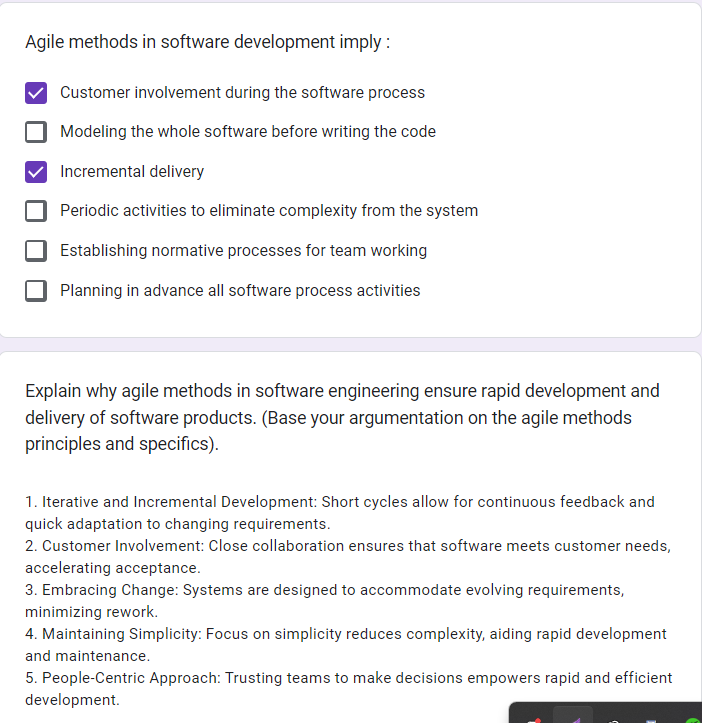 Agile methods in software development imply :
Customer involvement during the software process
Modeling the whole software before writing the code
Incremental delivery
Periodic activities to eliminate complexity from the system
Establishing normative processes for team working
Planning in advance all software process activities
Explain why agile methods in software engineering ensure rapid development and
delivery of software products. (Base your argumentation on the agile methods
principles and specifics).
1. Iterative and Incremental Development: Short cycles allow for continuous feedback and
quick adaptation to changing requirements.
2. Customer Involvement: Close collaboration ensures that software meets customer needs,
accelerating acceptance.
3. Embracing Change: Systems are designed to accommodate evolving requirements,
minimizing rework.
4. Maintaining Simplicity: Focus on simplicity reduces complexity, aiding rapid development
and maintenance.
5. People-Centric Approach: Trusting teams to make decisions empowers rapid and efficient
development.